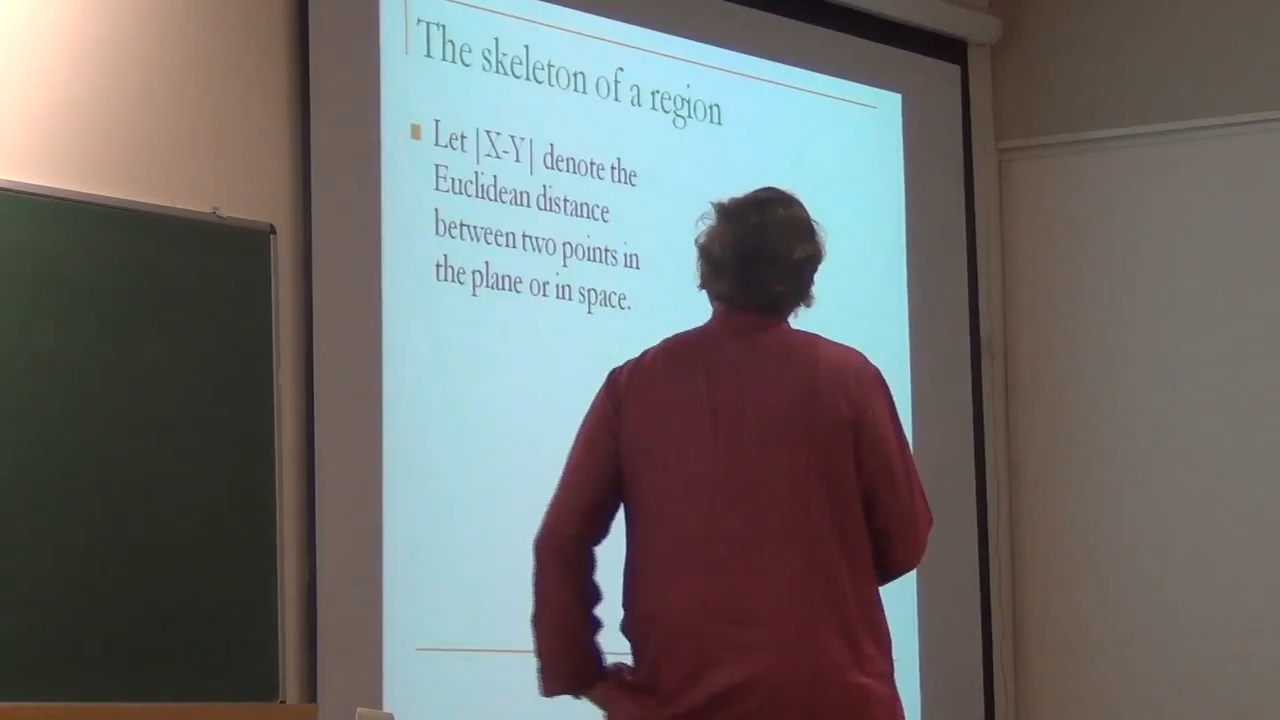 The skeleton of a region
Let |X-Y| denote the
Euclidean distance
between two points in
the plane or in space.